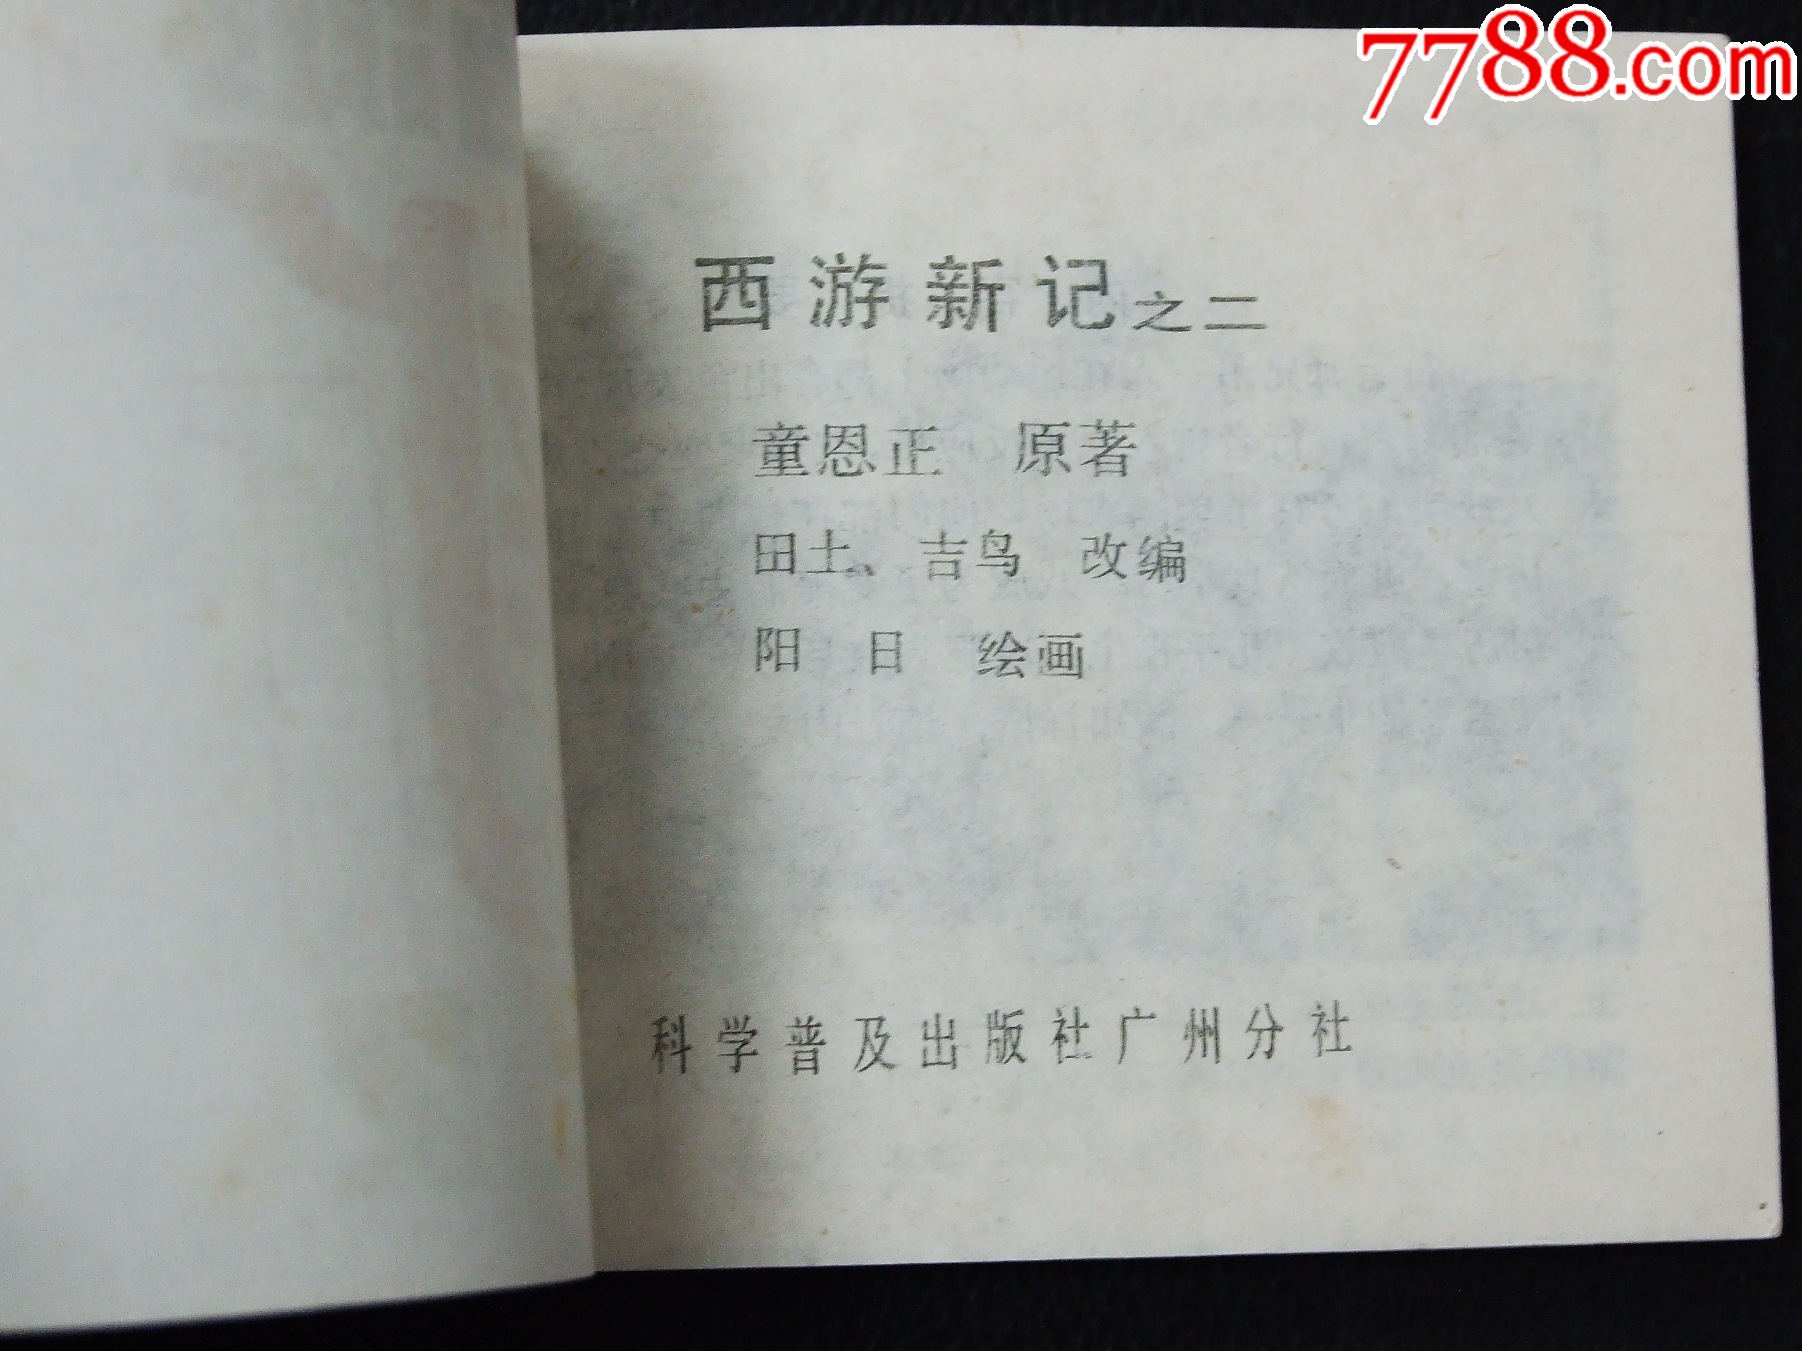 7788.com
西游新记之二
童恩正 原著
田土、吉鸟 改编
阳 日 绘画
科学普及出版社广州分社